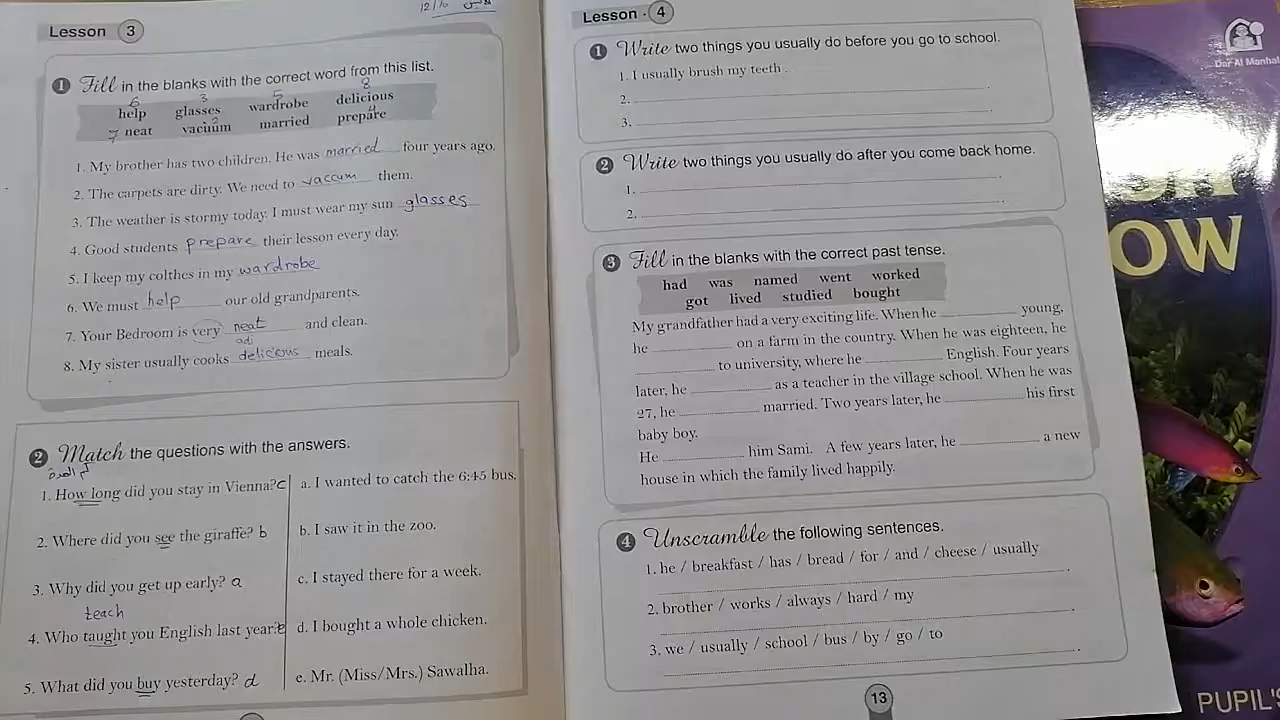 12/10
Lesson 3
1 Fill in the blanks with the correct word from this list.
6 3 5 8
help glasses wardrobe delicious
7 2 4
neat vacuum married prepare
1. My brother has two children. He was married four years ago.
2. The carpets are dirty. We need to vaccum them.
3. The weather is stormy today. I must wear my sun glasses
4. Good students prepare their lesson every day.
5. I keep my colthes in my wardrobe
6. We must help our old grandparents.
7. Your Bedroom is very neat and clean.
adj
8. My sister usually cooks delicious meals.
2 Match the questions with the answers.
1. How long did you stay in Vienna? c
a. I wanted to catch the 6:45 bus.
2. Where did you see the giraffe? b
b. I saw it in the zoo.
3. Why did you get up early? a
c. I stayed there for a week.
teach
4. Who taught you English last year? e
d. I bought a whole chicken.
5. What did you buy yesterday? d
e. Mr. (Miss/Mrs.) Sawalha.
Lesson - 4
1 Write two things you usually do before you go to school.
1. I usually brush my teeth .
2. .
3. .
2 Write two things you usually do after you come back home.
1. .
2. .
3 Fill in the blanks with the correct past tense.
had was named went worked
got lived studied bought
My grandfather had a very exciting life. When he young,
he on a farm in the country. When he was eighteen, he
to university, where he English. Four years
later, he as a teacher in the village school. When he was
27, he married. Two years later, he his first
baby boy.
He him Sami. A few years later, he a new
house in which the family lived happily.
4 Unscramble the following sentences.
1. he / breakfast / has / bread / for / and / cheese / usually
.
2. brother / works / always / hard / my
.
3. we / usually / school / bus / by / go / to
.
13
Dar Al Manhal
OW
PUPIL'S